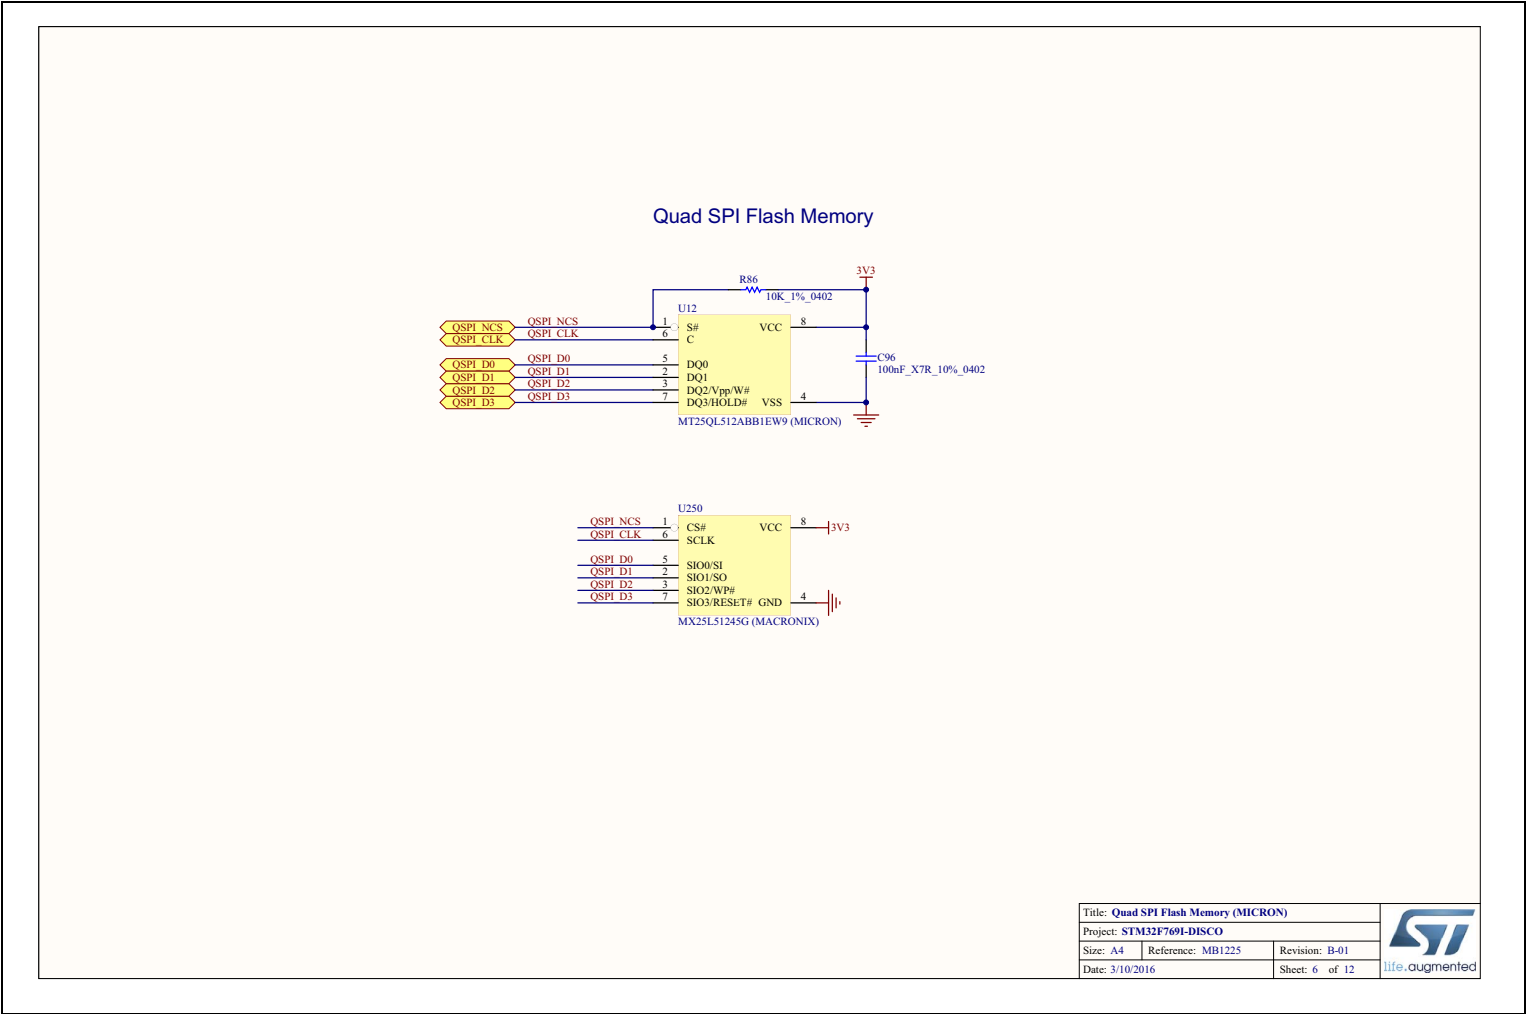 Quad SPI Flash Memory
3V3
R86
10K_1%_0402
U12
QSPI_NCS QSPI_NCS 1 S# VCC 8
QSPI_CLK QSPI_CLK 6 C
C96
100nF_X7R_10%_0402
QSPI_D0 QSPI_D0 5 DQ0
QSPI_D1 QSPI_D1 2 DQ1
QSPI_D2 QSPI_D2 3 DQ2/Vpp/W#
QSPI_D3 QSPI_D3 7 DQ3/HOLD# VSS 4
MT25QL512ABB1EW9 (MICRON)
U250
QSPI_NCS 1 CS# VCC 8 3V3
QSPI_CLK 6 SCLK
QSPI_D0 5 SIO0/SI
QSPI_D1 2 SIO1/SO
QSPI_D2 3 SIO2/WP#
QSPI_D3 7 SIO3/RESET# GND 4
MX25L51245G (MACRONIX)
Title: Quad SPI Flash Memory (MICRON)
Project: STM32F769I-DISCO
Size: A4 Reference: MB1225 Revision: B-01
Date: 3/10/2016 Sheet: 6 of 12
ST
life.augmented